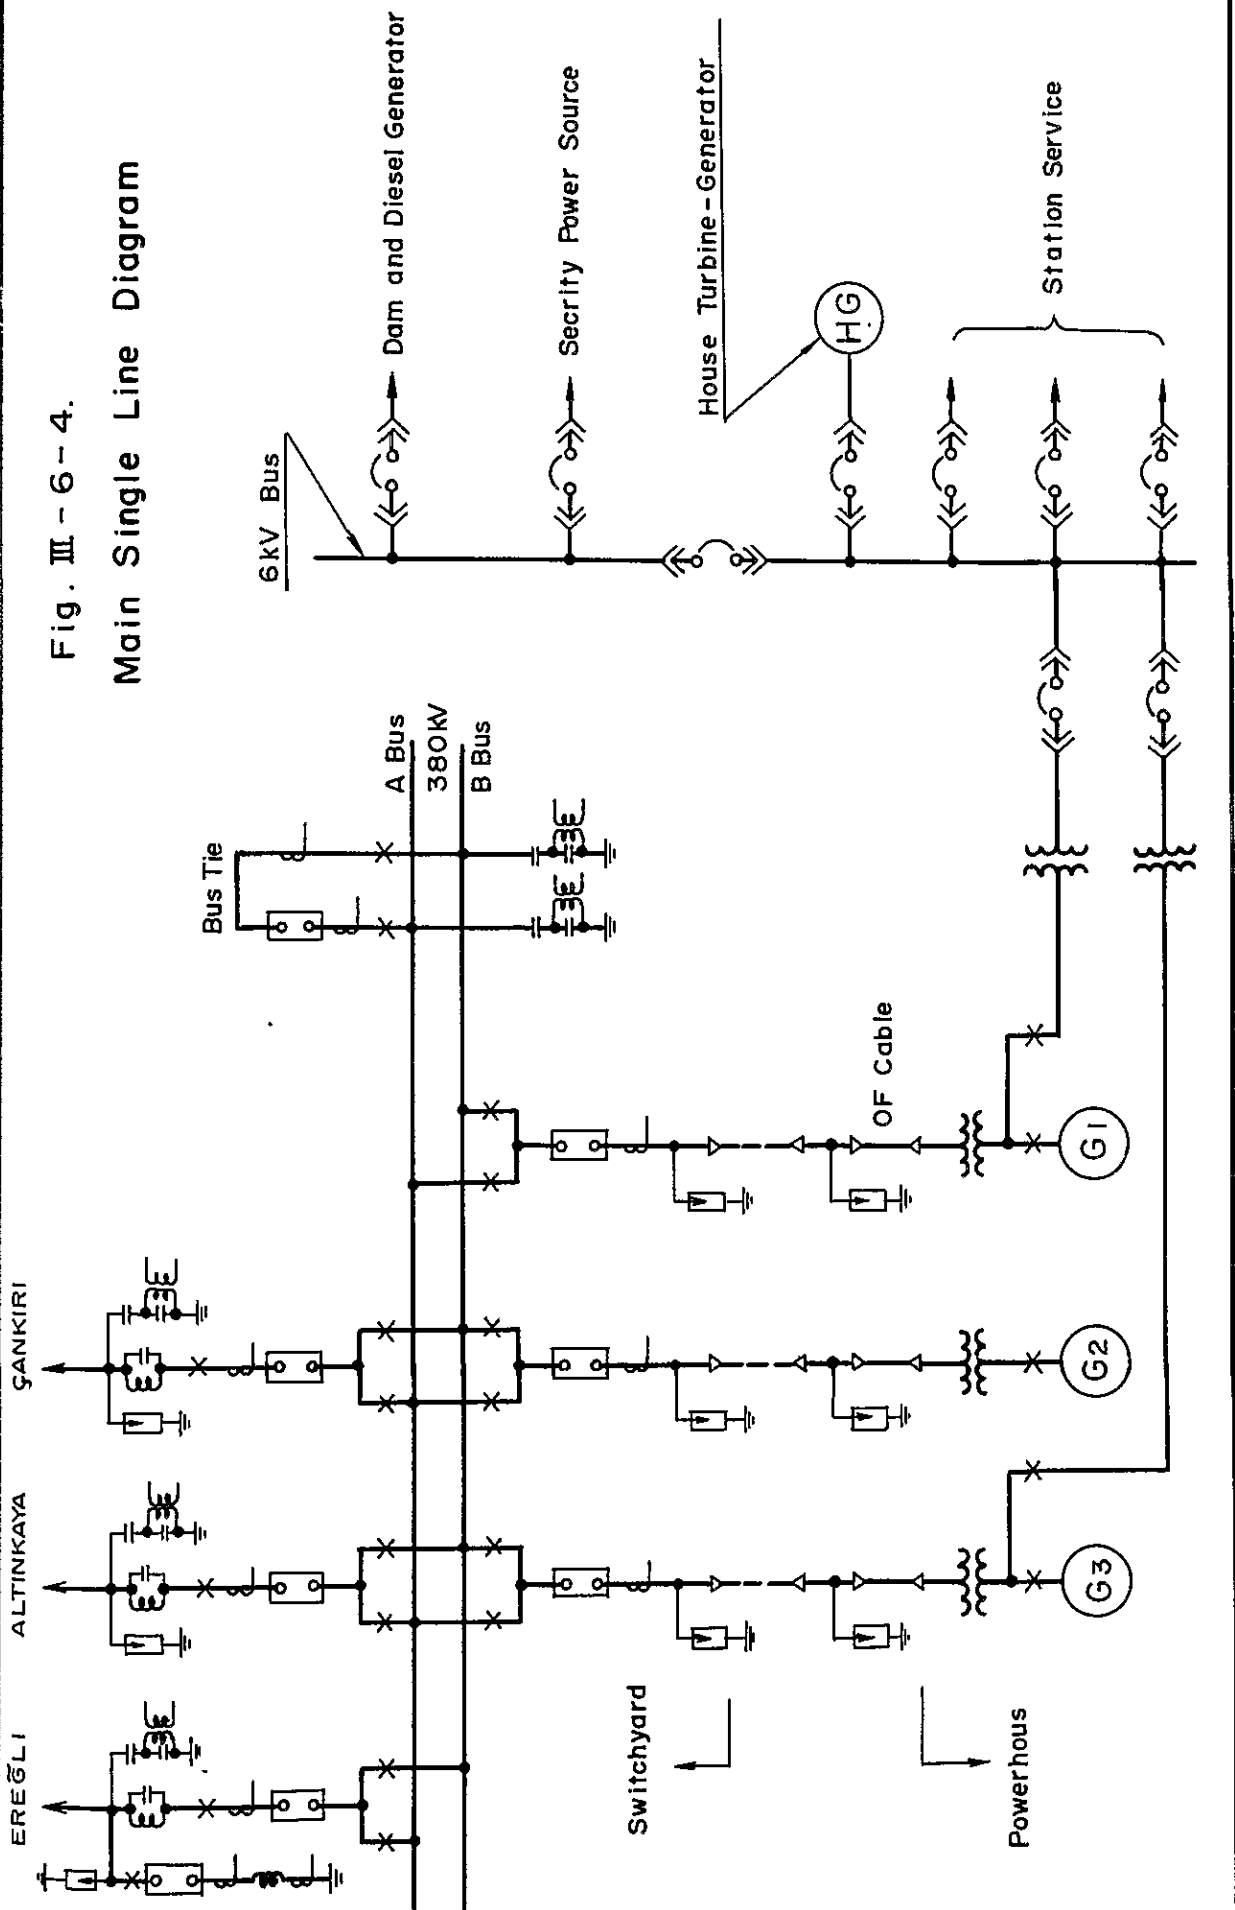 Fig. III-6-4.
Main Single Line Diagram
EREĞLI
ALTINKAYA
ÇANKIRI
Bus Tie
A Bus
380kV
B Bus
6kV Bus
Dam and Diesel Generator
Secrity Power Source
House Turbine-Generator
HG
Station Service
Switchyard
Powerhous
OF Cable
G3
G2
G1